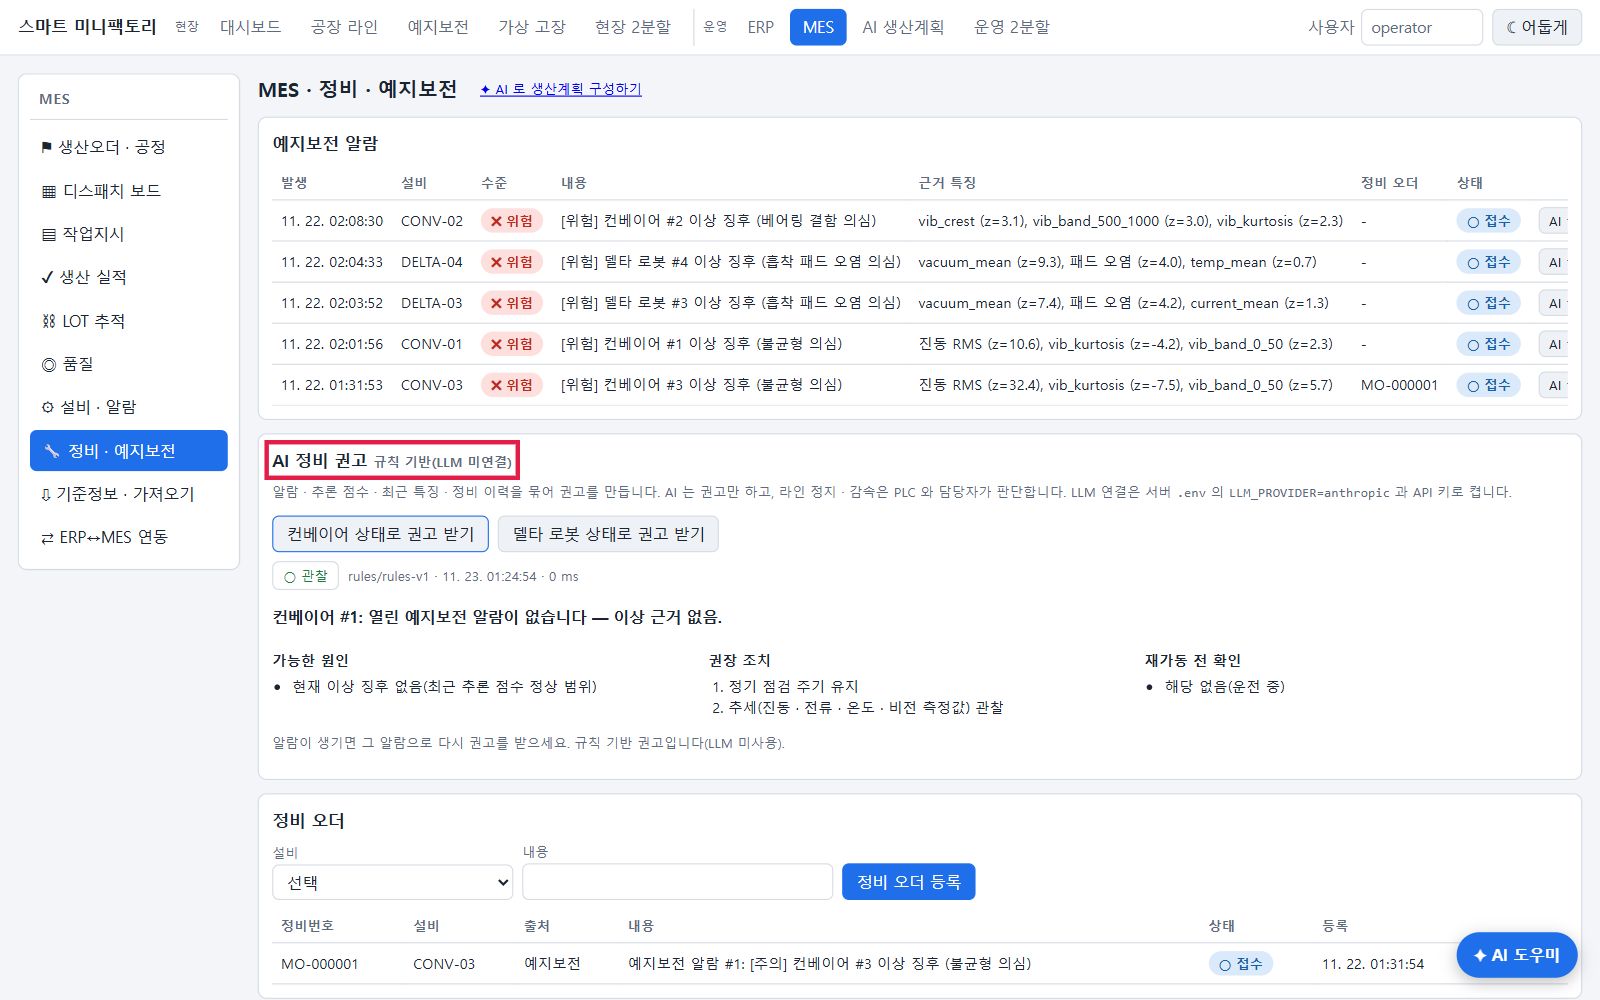 스마트 미니팩토리 현장 대시보드 공장 라인 예지보전 가상 고장 현장 2분할 운영 ERP MES AI 생산계획 운영 2분할 사용자 operator ☾ 어둡게
MES
⚑ 생산오더 · 공정
▦ 디스패치 보드
▤ 작업지시
✔ 생산 실적
⛓ LOT 추적
◎ 품질
⚙ 설비 · 알람
🔧 정비 · 예지보전
⇩ 기준정보 · 가져오기
⇄ ERP↔MES 연동
MES · 정비 · 예지보전 ✦ AI 로 생산계획 구성하기
예지보전 알람
발생 설비 수준 내용 근거 특징 정비 오더 상태
11. 22. 02:08:30 CONV-02 ✕ 위험 [위험] 컨베이어 #2 이상 징후 (베어링 결함 의심) vib_crest (z=3.1), vib_band_500_1000 (z=3.0), vib_kurtosis (z=2.3) - ○ 접수 AI
11. 22. 02:04:33 DELTA-04 ✕ 위험 [위험] 델타 로봇 #4 이상 징후 (흡착 패드 오염 의심) vacuum_mean (z=9.3), 패드 오염 (z=4.0), temp_mean (z=0.7) - ○ 접수 AI
11. 22. 02:03:52 DELTA-03 ✕ 위험 [위험] 델타 로봇 #3 이상 징후 (흡착 패드 오염 의심) vacuum_mean (z=7.4), 패드 오염 (z=4.2), current_mean (z=1.3) - ○ 접수 AI
11. 22. 02:01:56 CONV-01 ✕ 위험 [위험] 컨베이어 #1 이상 징후 (불균형 의심) 진동 RMS (z=10.6), vib_kurtosis (z=-4.2), vib_band_0_50 (z=2.3) - ○ 접수 AI
11. 22. 01:31:53 CONV-03 ✕ 위험 [위험] 컨베이어 #3 이상 징후 (불균형 의심) 진동 RMS (z=32.4), vib_kurtosis (z=-7.5), vib_band_0_50 (z=5.7) MO-000001 ○ 접수 AI
AI 정비 권고 규칙 기반(LLM 미연결)
알람 · 추론 점수 · 최근 특징 · 정비 이력을 묶어 권고를 만듭니다. AI 는 권고만 하고, 라인 정지 · 감속은 PLC 와 담당자가 판단합니다. LLM 연결은 서버 .env 의 LLM_PROVIDER=anthropic 과 API 키로 켭니다.
컨베이어 상태로 권고 받기 델타 로봇 상태로 권고 받기
○ 관찰 rules/rules-v1 · 11. 23. 01:24:54 · 0 ms
컨베이어 #1: 열린 예지보전 알람이 없습니다 — 이상 근거 없음.
가능한 원인 권장 조치 재가동 전 확인
• 현재 이상 징후 없음(최근 추론 점수 정상 범위) 1. 정기 점검 주기 유지 • 해당 없음(운전 중)
2. 추세(진동 · 전류 · 온도 · 비전 측정값) 관찰
알람이 생기면 그 알람으로 다시 권고를 받으세요. 규칙 기반 권고입니다(LLM 미사용).
정비 오더
설비 내용
선택 정비 오더 등록
정비번호 설비 출처 내용 상태 등록
MO-000001 CONV-03 예지보전 예지보전 알람 #1: [주의] 컨베이어 #3 이상 징후 (불균형 의심) ○ 접수 11. 22. 01:31:54
✦ AI 도우미